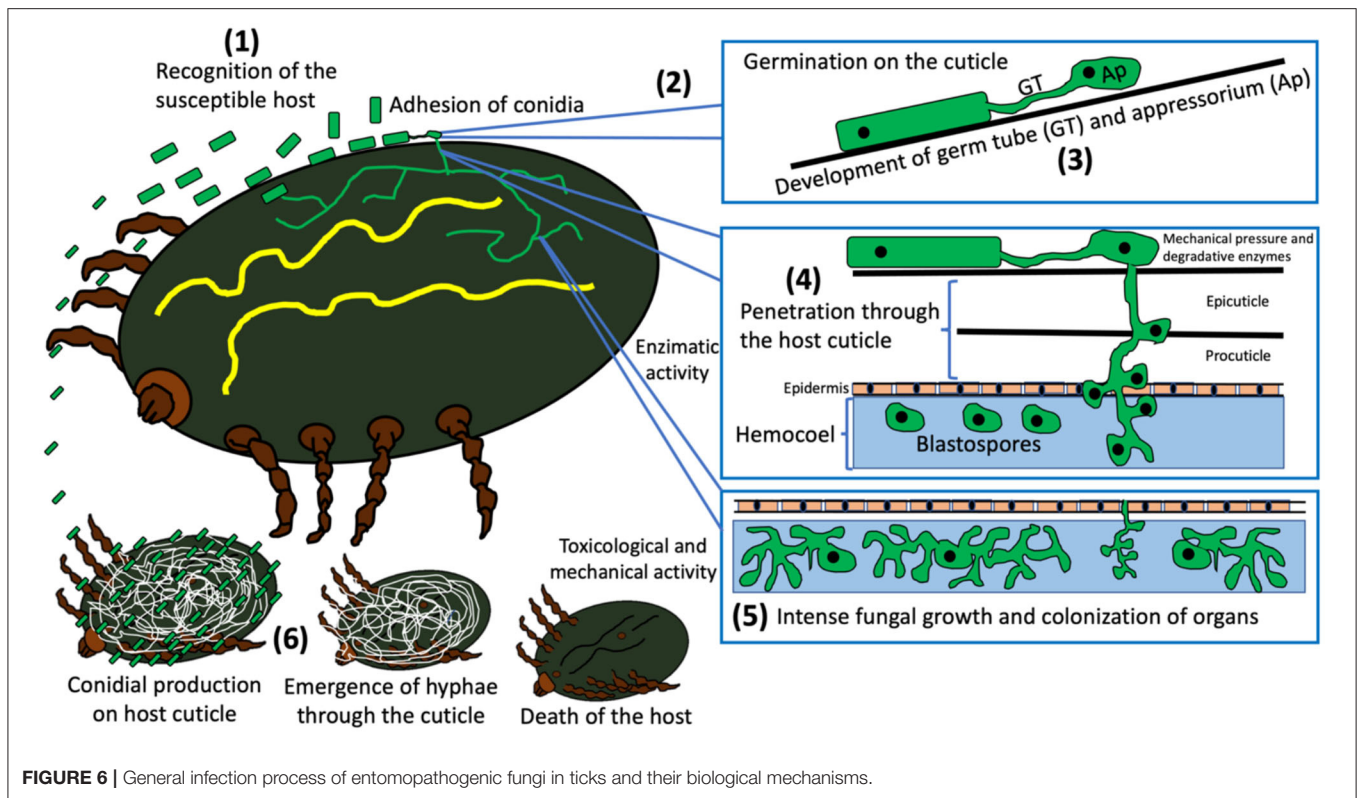 (1)
Recognition of the
susceptible host
Adhesion of conidia
(2)
Germination on the cuticle
GT
Ap
Development of germ tube (GT) and appressorium (Ap)
(3)
Mechanical pressure and
degradative enzymes
(4)
Penetration through
the host cuticle
Epicuticle
Procuticle
Epidermis
Hemocoel
Blastospores
Enzimatic
activity
Toxicological and
mechanical activity
(5) Intense fungal growth and colonization of organs
(6)
Conidial production
on host cuticle
Emergence of hyphae
through the cuticle
Death of the host
FIGURE 6 | General infection process of entomopathogenic fungi in ticks and their biological mechanisms.